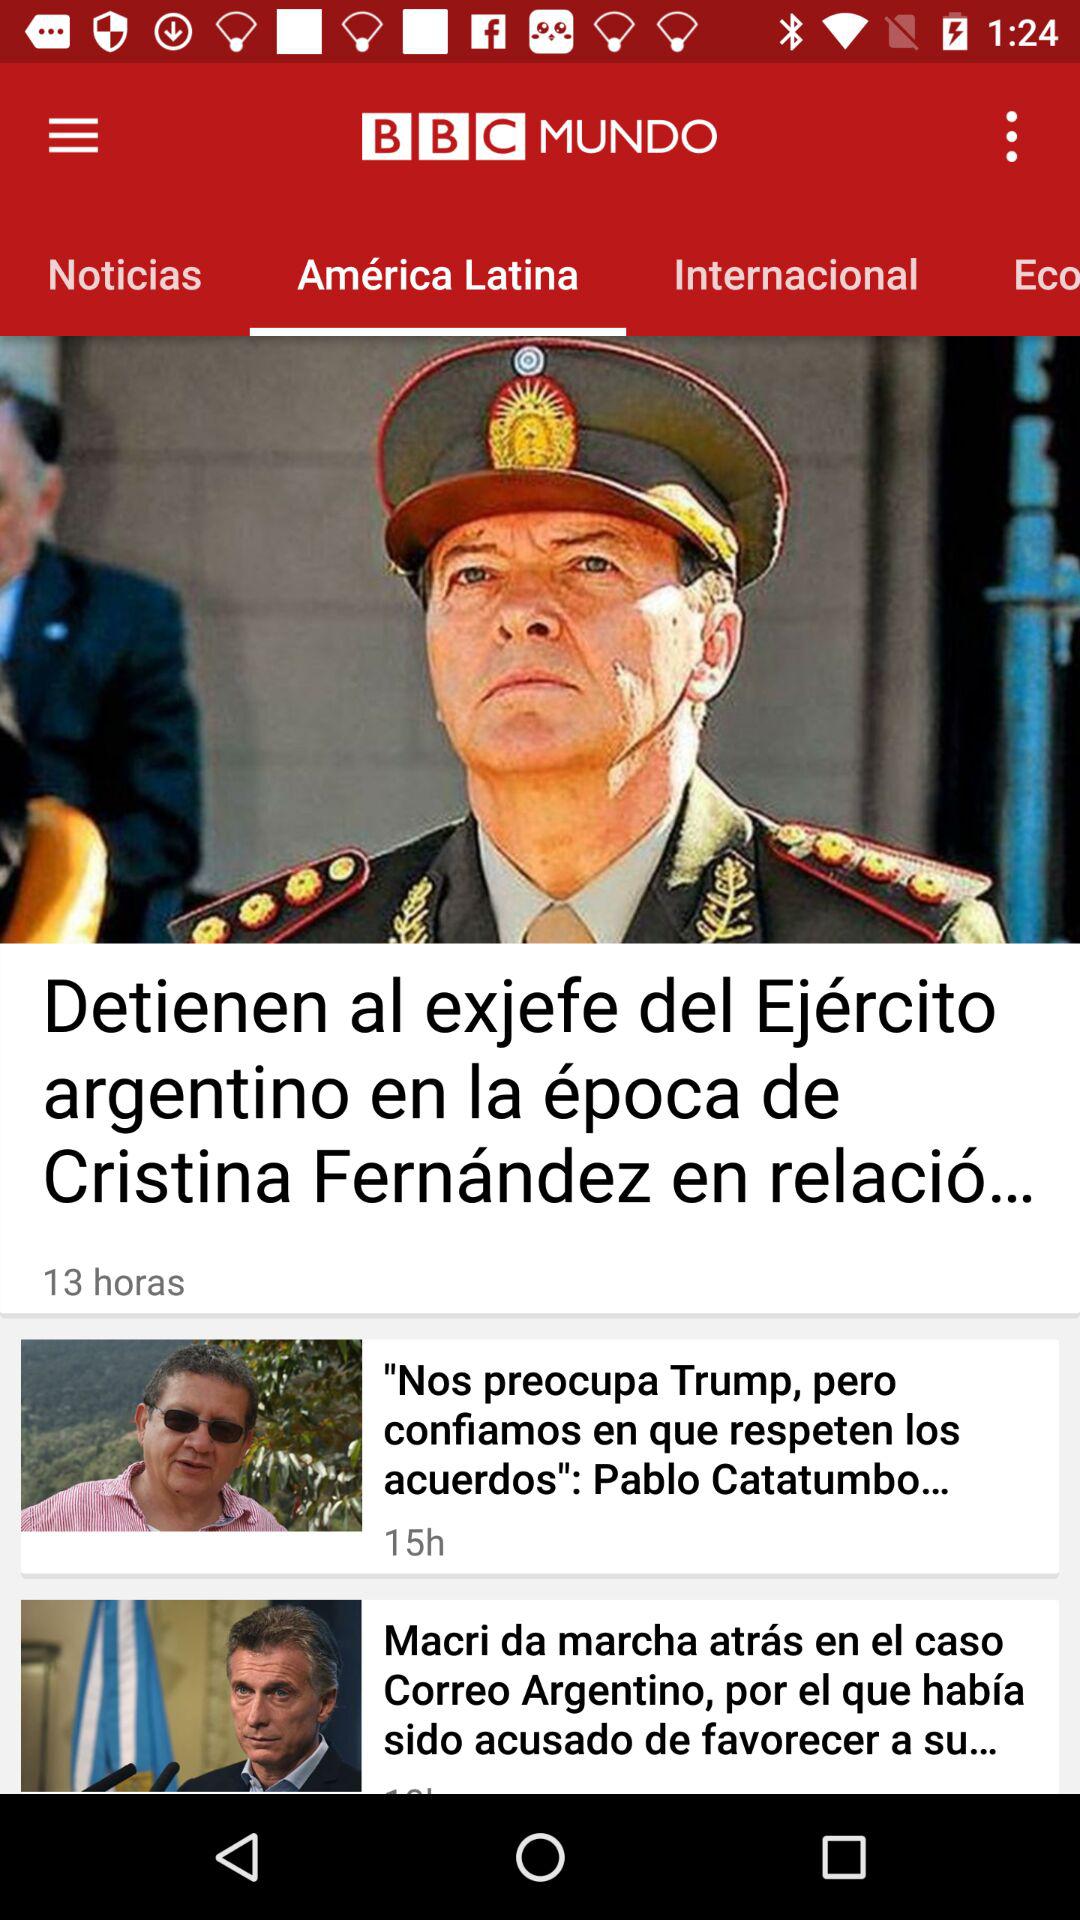 1:24
BBC MUNDO
Noticias América Latina Internacional Eco
Detienen al exjefe del Ejército
argentino en la época de
Cristina Fernández en relació...
13 horas
"Nos preocupa Trump, pero
confiamos en que respeten los
acuerdos": Pablo Catatumbo...
15h
Macri da marcha atrás en el caso
Correo Argentino, por el que había
sido acusado de favorecer a su...